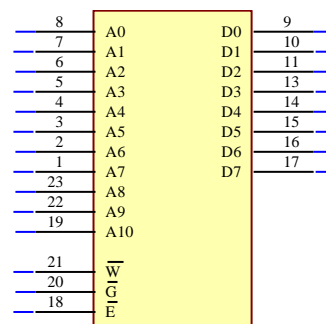 8 A0 D0 9
7 A1 D1 10
6 A2 D2 11
5 A3 D3 13
4 A4 D4 14
3 A5 D5 15
2 A6 D6 16
1 A7 D7 17
23 A8
22 A9
19 A10
21 W̅
20 G̅
18 E̅